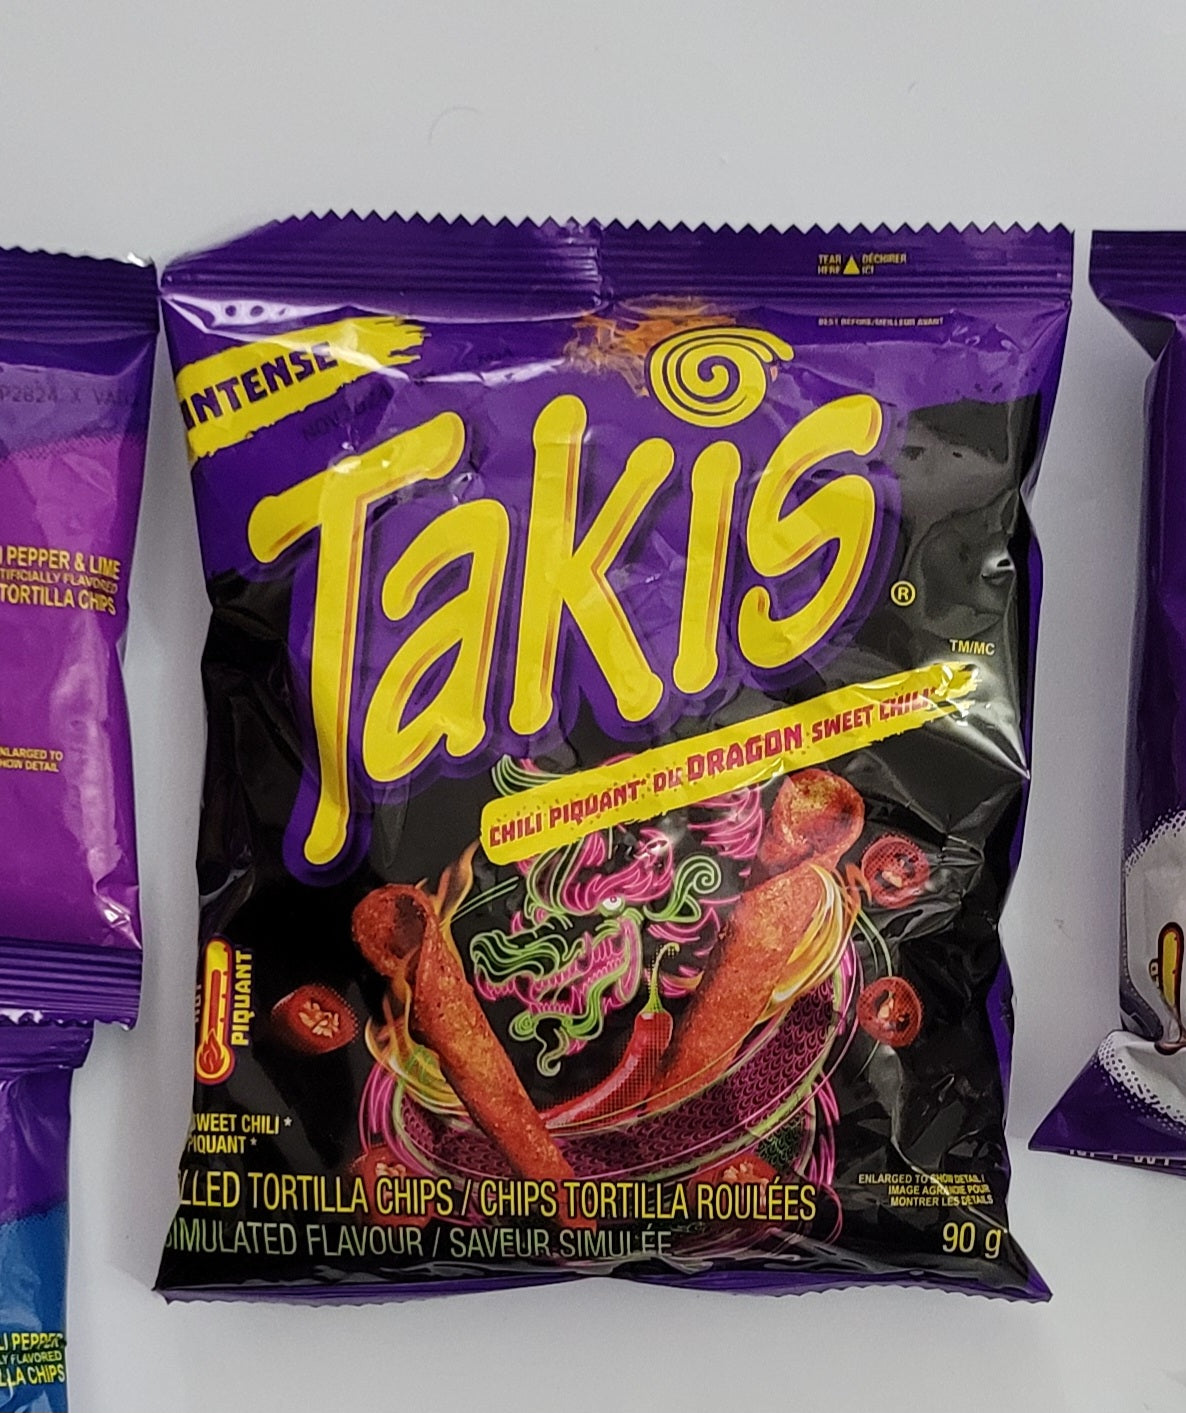 TEAR HERE ▲ DÉCHIRER ICI
BEST BEFORE/MEILLEUR AVANT
INTENSE
Takis
®
TM/MC
CHILI PIQUANT* DU DRAGON SWEET CHILI*
PIQUANT
SWEET CHILI*
PIQUANT*
TORTILLA CHIPS / CHIPS TORTILLA ROULÉES
SIMULATED FLAVOUR / SAVEUR SIMULÉE
ENLARGED TO SHOW DETAIL /
IMAGE AGRANDIE POUR
MONTRER LES DÉTAILS
90 g
PEPPER & LIME
TORTILLA CHIPS
ENLARGED TO
SHOW DETAIL
PEPPER
FLAVORED
CHIPS